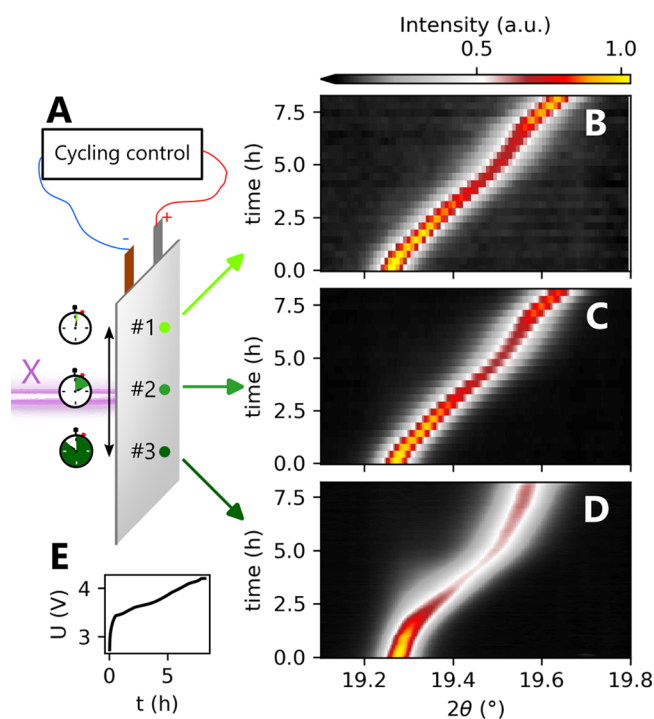 Intensity (a.u.)
0.5 1.0
A
Cycling control
+
-
X
#1
#2
#3
B
time (h)
7.5
5.0
2.5
0.0
C
time (h)
7.5
5.0
2.5
0.0
D
time (h)
7.5
5.0
2.5
0.0
19.2 19.4 19.6 19.8
2θ (°)
E
U (V)
4
3
0 5
t (h)